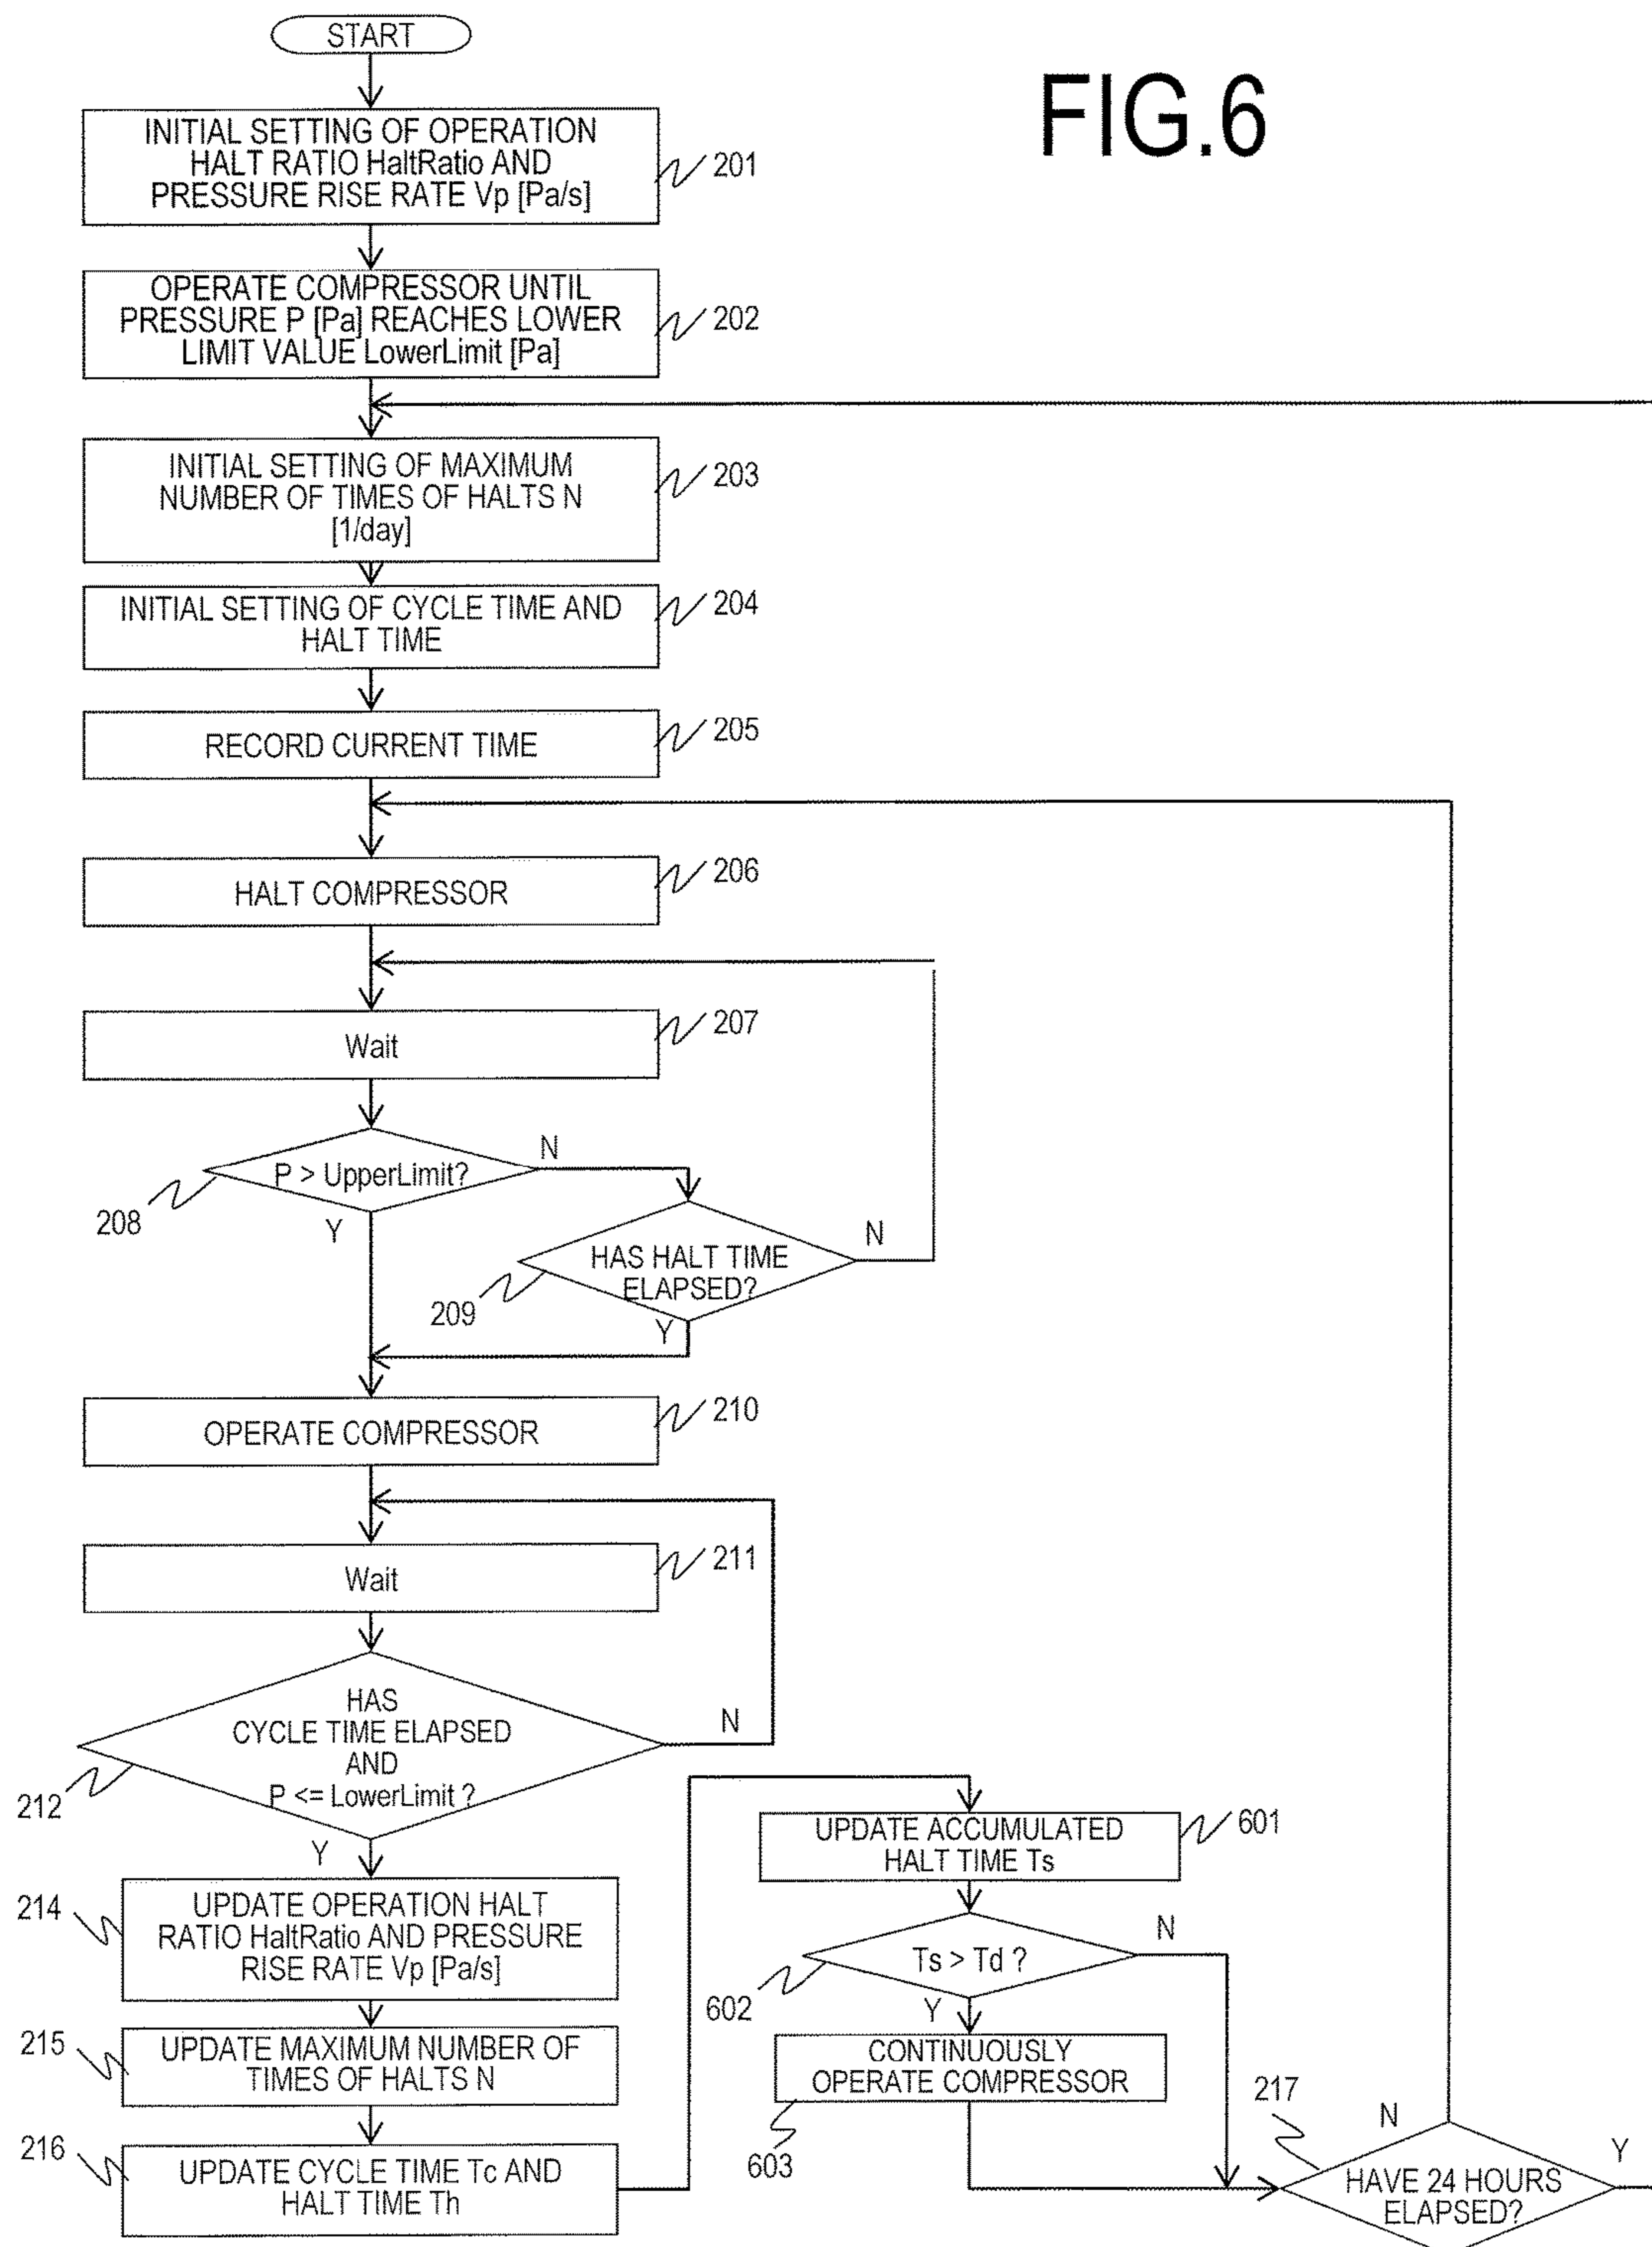 START
FIG.6
INITIAL SETTING OF OPERATION
HALT RATIO HaltRatio AND
PRESSURE RISE RATE Vp [Pa/s]
201
OPERATE COMPRESSOR UNTIL
PRESSURE P [Pa] REACHES LOWER
LIMIT VALUE LowerLimit [Pa]
202
INITIAL SETTING OF MAXIMUM
NUMBER OF TIMES OF HALTS N
[1/day]
203
INITIAL SETTING OF CYCLE TIME AND
HALT TIME
204
RECORD CURRENT TIME
205
HALT COMPRESSOR
206
Wait
207
P > UpperLimit?
N
208
Y
HAS HALT TIME
ELAPSED?
N
209
Y
OPERATE COMPRESSOR
210
Wait
211
HAS
CYCLE TIME ELAPSED
AND
P <= LowerLimit ?
N
212
Y
UPDATE OPERATION HALT
RATIO HaltRatio AND PRESSURE
RISE RATE Vp [Pa/s]
214
UPDATE MAXIMUM NUMBER OF
TIMES OF HALTS N
215
UPDATE CYCLE TIME Tc AND
HALT TIME Th
216
UPDATE ACCUMULATED
HALT TIME Ts
601
Ts > Td ?
N
602
Y
CONTINUOUSLY
OPERATE COMPRESSOR
603
217
N
HAVE 24 HOURS
ELAPSED?
Y